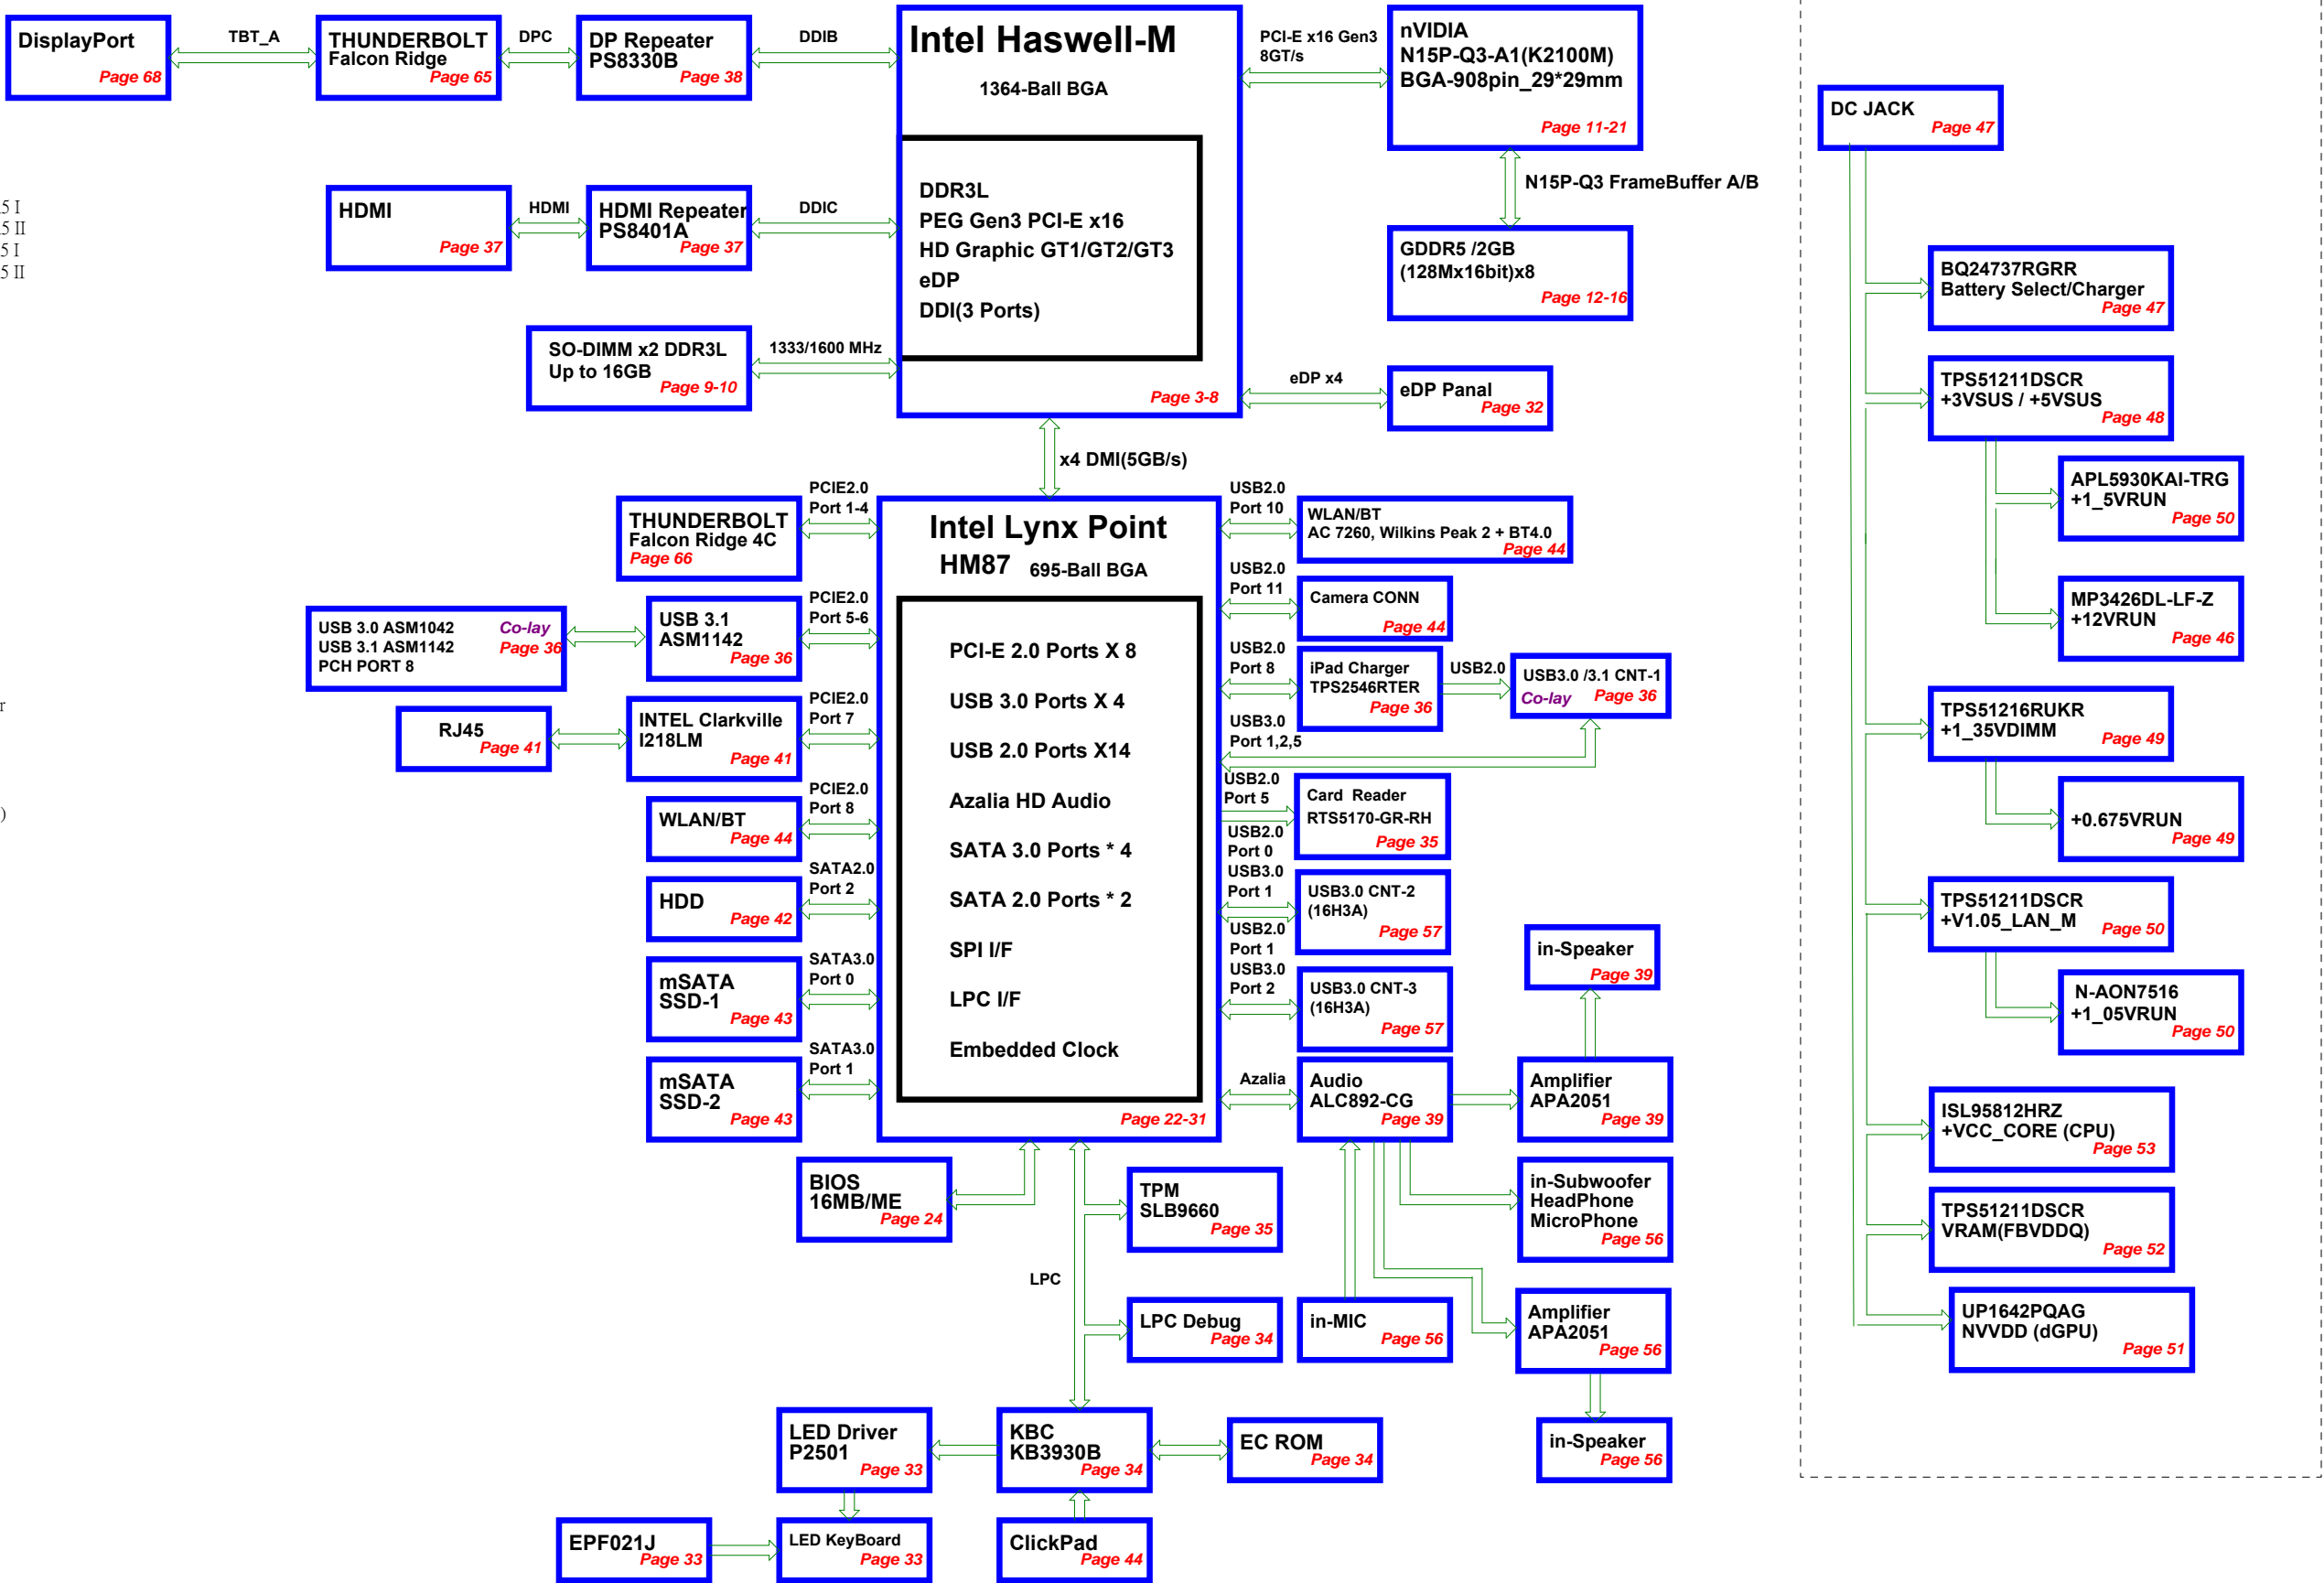 DisplayPort
Page 68
TBT_A
THUNDERBOLT
Falcon Ridge
Page 65
DPC
DP Repeater
PS8330B
Page 38
DDIB
Intel Haswell-M
1364-Ball BGA
DDR3L
PEG Gen3 PCI-E x16
HD Graphic GT1/GT2/GT3
eDP
DDI(3 Ports)
Page 3-8
PCI-E x16 Gen3
8GT/s
nVIDIA
N15P-Q3-A1(K2100M)
BGA-908pin_29*29mm
Page 11-21
N15P-Q3 FrameBuffer A/B
GDDR5 /2GB
(128Mx16bit)x8
Page 12-16
5 I
5 II
5 I
5 II
HDMI
Page 37
HDMI
HDMI Repeater
PS8401A
Page 37
DDIC
SO-DIMM x2 DDR3L
Up to 16GB
Page 9-10
1333/1600 MHz
eDP x4
eDP Panal
Page 32
x4 DMI(5GB/s)
Intel Lynx Point
HM87 695-Ball BGA
PCI-E 2.0 Ports X 8
USB 3.0 Ports X 4
USB 2.0 Ports X14
Azalia HD Audio
SATA 3.0 Ports * 4
SATA 2.0 Ports * 2
SPI I/F
LPC I/F
Embedded Clock
Page 22-31
THUNDERBOLT
Falcon Ridge 4C
Page 66
PCIE2.0
Port 1-4
USB 3.0 ASM1042 Co-lay
USB 3.1 ASM1142 Page 36
PCH PORT 8
USB 3.1
ASM1142
Page 36
PCIE2.0
Port 5-6
r
RJ45
Page 41
INTEL Clarkville
I218LM
Page 41
PCIE2.0
Port 7
)
WLAN/BT
Page 44
PCIE2.0
Port 8
HDD
Page 42
SATA2.0
Port 2
mSATA
SSD-1
Page 43
SATA3.0
Port 0
mSATA
SSD-2
Page 43
SATA3.0
Port 1
USB2.0
Port 10
WLAN/BT
AC 7260, Wilkins Peak 2 + BT4.0
Page 44
USB2.0
Port 11
Camera CONN
Page 44
USB2.0
Port 8
iPad Charger
TPS2546RTER
Page 36
USB2.0
USB3.0 /3.1 CNT-1
Co-lay Page 36
USB3.0
Port 1,2,5
USB2.0
Port 5
Card Reader
RTS5170-GR-RH
Page 35
USB2.0
Port 0
USB3.0
Port 1
USB3.0 CNT-2
(16H3A)
Page 57
USB2.0
Port 1
USB3.0
Port 2
USB3.0 CNT-3
(16H3A)
Page 57
Azalia
Audio
ALC892-CG
Page 39
in-Speaker
Page 39
Amplifier
APA2051
Page 39
in-Subwoofer
HeadPhone
MicroPhone
Page 56
in-MIC
Page 56
Amplifier
APA2051
Page 56
in-Speaker
Page 56
BIOS
16MB/ME
Page 24
TPM
SLB9660
Page 35
LPC
LPC Debug
Page 34
LED Driver
P2501
Page 33
KBC
KB3930B
Page 34
EC ROM
Page 34
EPF021J
Page 33
LED KeyBoard
Page 33
ClickPad
Page 44
DC JACK
Page 47
BQ24737RGRR
Battery Select/Charger
Page 47
TPS51211DSCR
+3VSUS / +5VSUS
Page 48
APL5930KAI-TRG
+1_5VRUN
Page 50
MP3426DL-LF-Z
+12VRUN
Page 46
TPS51216RUKR
+1_35VDIMM
Page 49
+0.675VRUN
Page 49
TPS51211DSCR
+V1.05_LAN_M
Page 50
N-AON7516
+1_05VRUN
Page 50
ISL95812HRZ
+VCC_CORE (CPU)
Page 53
TPS51211DSCR
VRAM(FBVDDQ)
Page 52
UP1642PQAG
NVVDD (dGPU)
Page 51